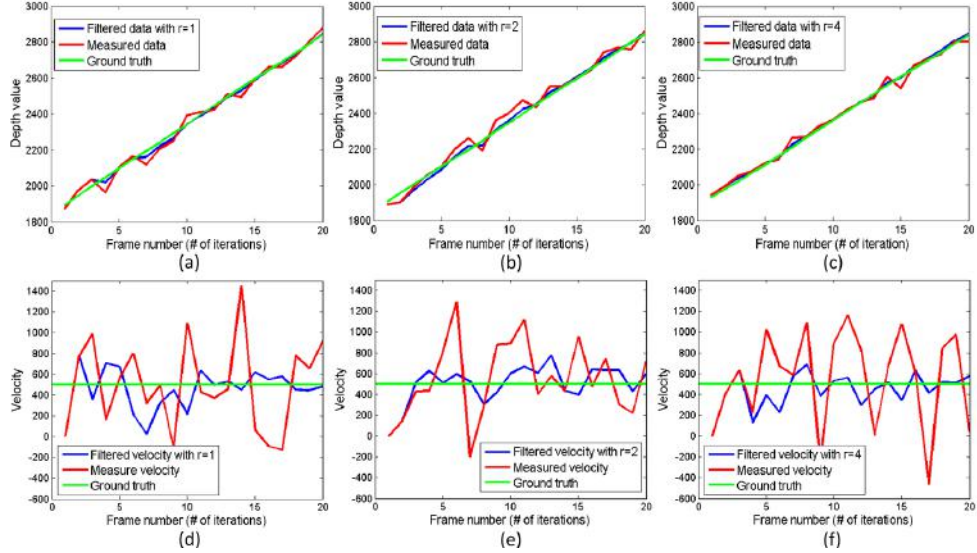 Filtered data with r=1
Measured data
Ground truth
Depth value
3000
2800
2600
2400
2200
2000
1800
0
5
10
15
20
Frame number (# of iterations)
(a)
Filtered data with r=2
Measured data
Ground truth
Depth value
3000
2800
2600
2400
2200
2000
1800
0
5
10
15
20
Frame number (# of iterations)
(b)
Filtered data with r=4
Measured data
Ground truth
Depth value
3000
2800
2600
2400
2200
2000
1800
0
5
10
15
20
Frame number (# of iteration)
(c)
Velocity
1400
1200
1000
800
600
400
200
0
-200
-400
-600
Filtered velocity with r=1
Measure velocity
Ground truth
0
5
10
15
20
Frame number (# of iterations)
(d)
Velocity
1400
1200
1000
800
600
400
200
0
-200
-400
-600
Filtered velocity with r=2
Measured velocity
Ground truth
0
5
10
15
20
Frame number (# of iterations)
(e)
Velocity
1400
1200
1000
800
600
400
200
0
-200
-400
-600
Filtered velocity with r=4
Measured velocity
Ground truth
0
5
10
15
20
Frame number (# of iterations)
(f)